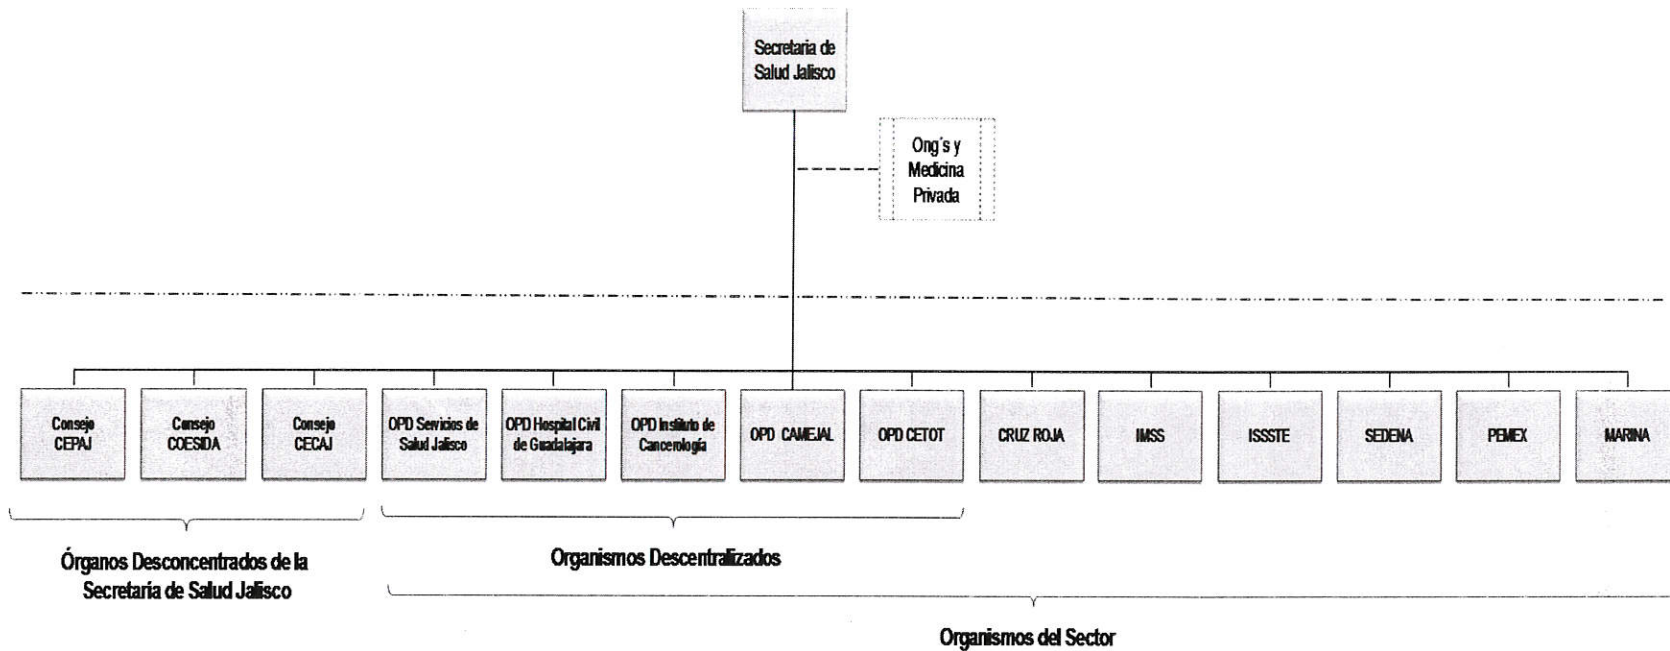 Secretaria de
Salud Jalisco
Ong´s y
Medicina
Privada
Consejo
CEPAJ
Consejo
COESIDA
Consejo
CECAJ
OPD Servicios de
Salud Jalisco
OPD Hospital Civil
de Guadalajara
OPD Instituto de
Cancerología
OPD CAMEJAL
OPD CETOT
CRUZ ROJA
IMSS
ISSSTE
SEDENA
PEMEX
MARINA
Órganos Desconcentrados de la
Secretaría de Salud Jalisco
Organismos Descentralizados
Organismos del Sector